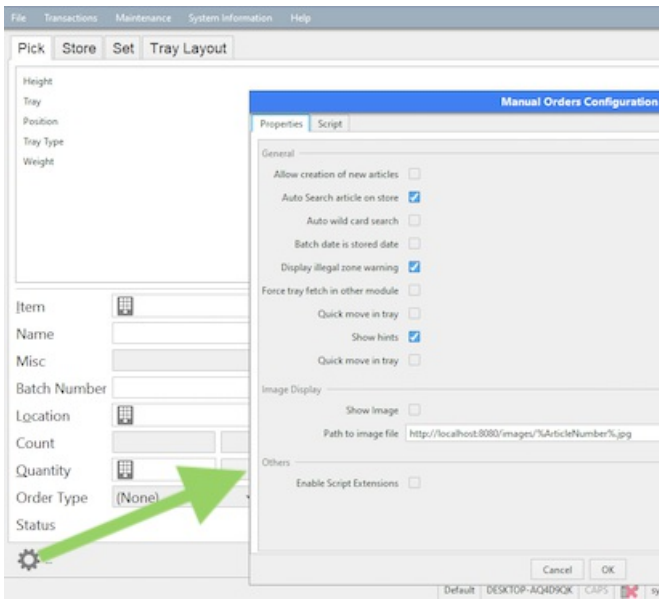 File Transactions Maintenance System Information Help
Pick Store Set Tray Layout
Height
Tray
Position
Tray Type
Weight
Item
Name
Misc
Batch Number
Location
Count
Quantity
Order Type (None)
Status
Manual Orders Configuration
Properties Script
General
Allow creation of new articles
Auto Search article on store
Auto wild card search
Batch date is stored date
Display illegal zone warning
Force tray fetch in other module
Quick move in tray
Show hints
Quick move in tray
Image Display
Show Image
Path to image file http://localhost:8080/images/%ArticleNumber%.jpg
Others
Enable Script Extensions
Cancel OK
Default DESKTOP-AQ4D9QK CAPS sy